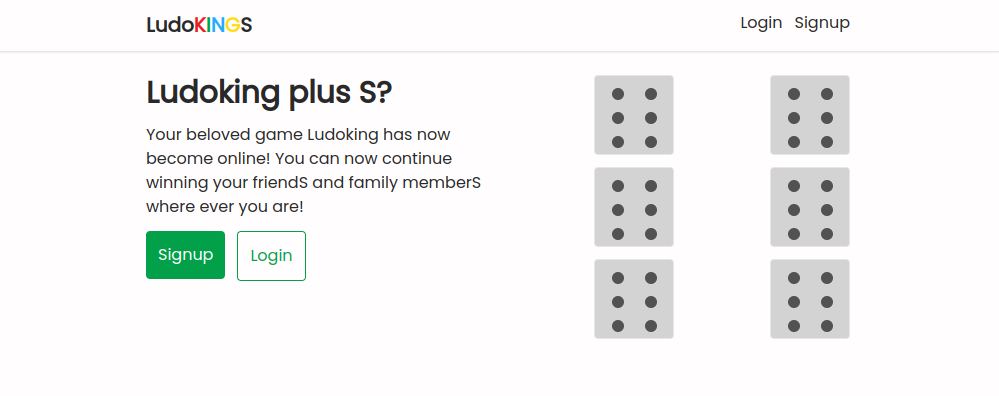 LudoKINGS
Login Signup
Ludoking plus S?
Your beloved game Ludoking has now
become online! You can now continue
winning your friendS and family memberS
where ever you are!
Signup Login